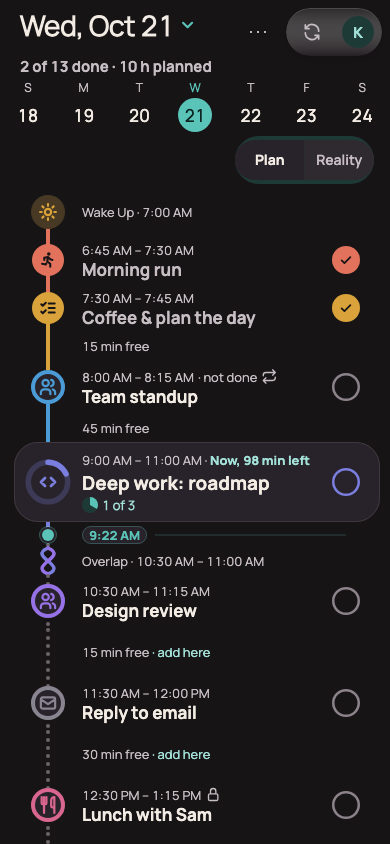 Wed, Oct 21
...
K
2 of 13 done · 10 h planned
S M T W T F S
18 19 20 21 22 23 24
Plan Reality
Wake Up · 7:00 AM
6:45 AM – 7:30 AM
Morning run
7:30 AM – 7:45 AM
Coffee & plan the day
15 min free
8:00 AM – 8:15 AM · not done
Team standup
45 min free
9:00 AM – 11:00 AM · Now, 98 min left
Deep work: roadmap
1 of 3
9:22 AM
Overlap · 10:30 AM – 11:00 AM
10:30 AM – 11:15 AM
Design review
15 min free · add here
11:30 AM – 12:00 PM
Reply to email
30 min free · add here
12:30 PM – 1:15 PM
Lunch with Sam